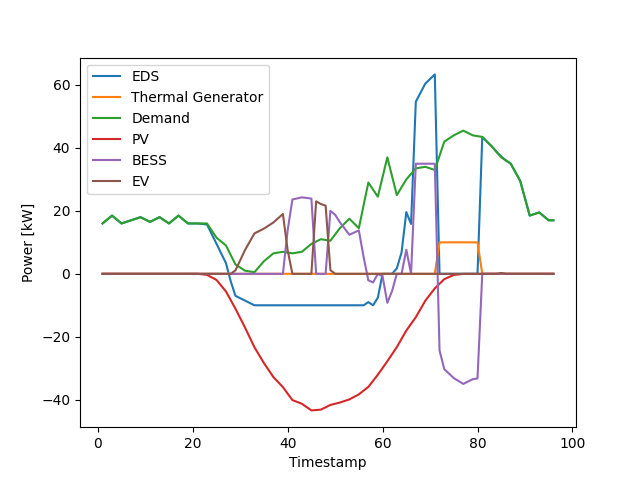 60
40
20
0
−20
−40
Power [kW]
EDS
Thermal Generator
Demand
PV
BESS
EV
0
20
40
60
80
100
Timestamp